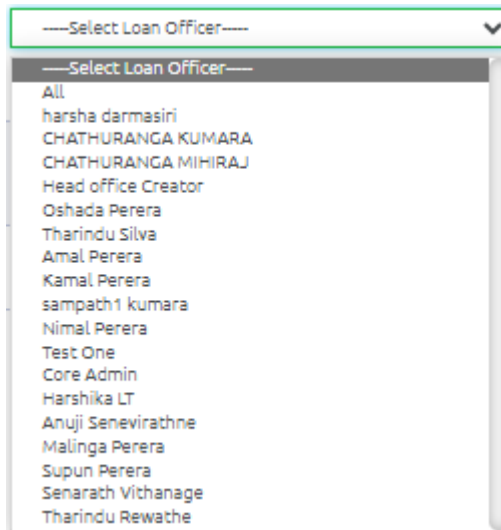 -----Select Loan Officer-----
-----Select Loan Officer-----
All
harsha darmasiri
CHATHURANGA KUMARA
CHATHURANGA MIHIRAJ
Head office Creator
Oshada Perera
Tharindu Silva
Amal Perera
Kamal Perera
sampath1 kumara
Nimal Perera
Test One
Core Admin
Harshika LT
Anuji Senevirathne
Malinga Perera
Supun Perera
Senarath Vithanage
Tharindu Rewathe